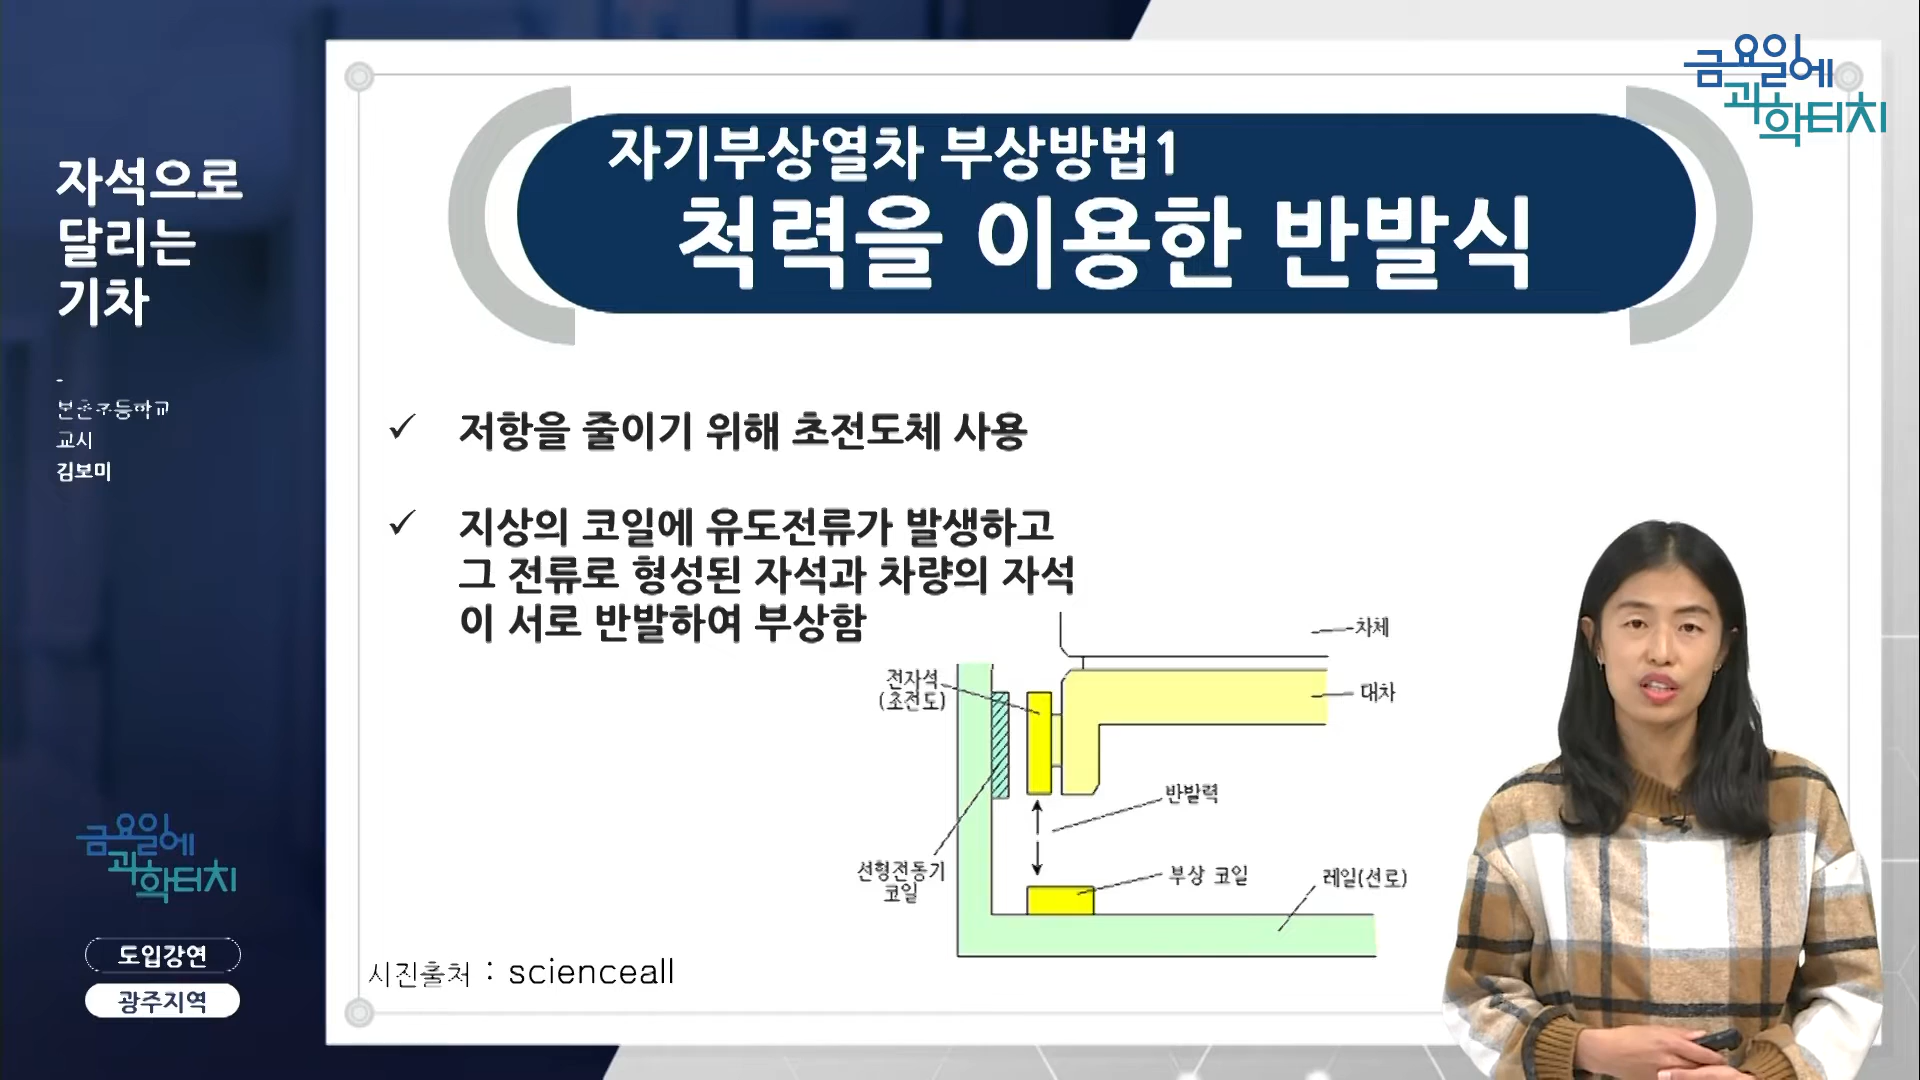 자석으로
달리는
기차
-
본촌초등학교
교사
김보미
금요일에
과학터치
도입강연
광주지역
금요일에
과학터치
자기부상열차 부상방법1
척력을 이용한 반발식
✓ 저항을 줄이기 위해 초전도체 사용
✓ 지상의 코일에 유도전류가 발생하고
그 전류로 형성된 자석과 차량의 자석
이 서로 반발하여 부상함
차체
전자석
(초전도)
대차
반발력
선형전동기
코일
부상 코일
레일(선로)
사진출처 : scienceall